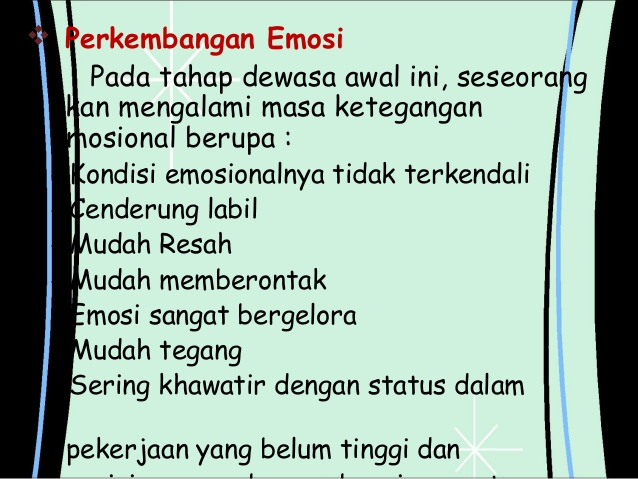 Perkembangan Emosi
Pada tahap dewasa awal ini, seseorang
kan mengalami masa ketegangan
mosional berupa :
Kondisi emosionalnya tidak terkendali
Cenderung labil
Mudah Resah
Mudah memberontak
Emosi sangat bergelora
Mudah tegang
Sering khawatir dengan status dalam
pekerjaan yang belum tinggi dan